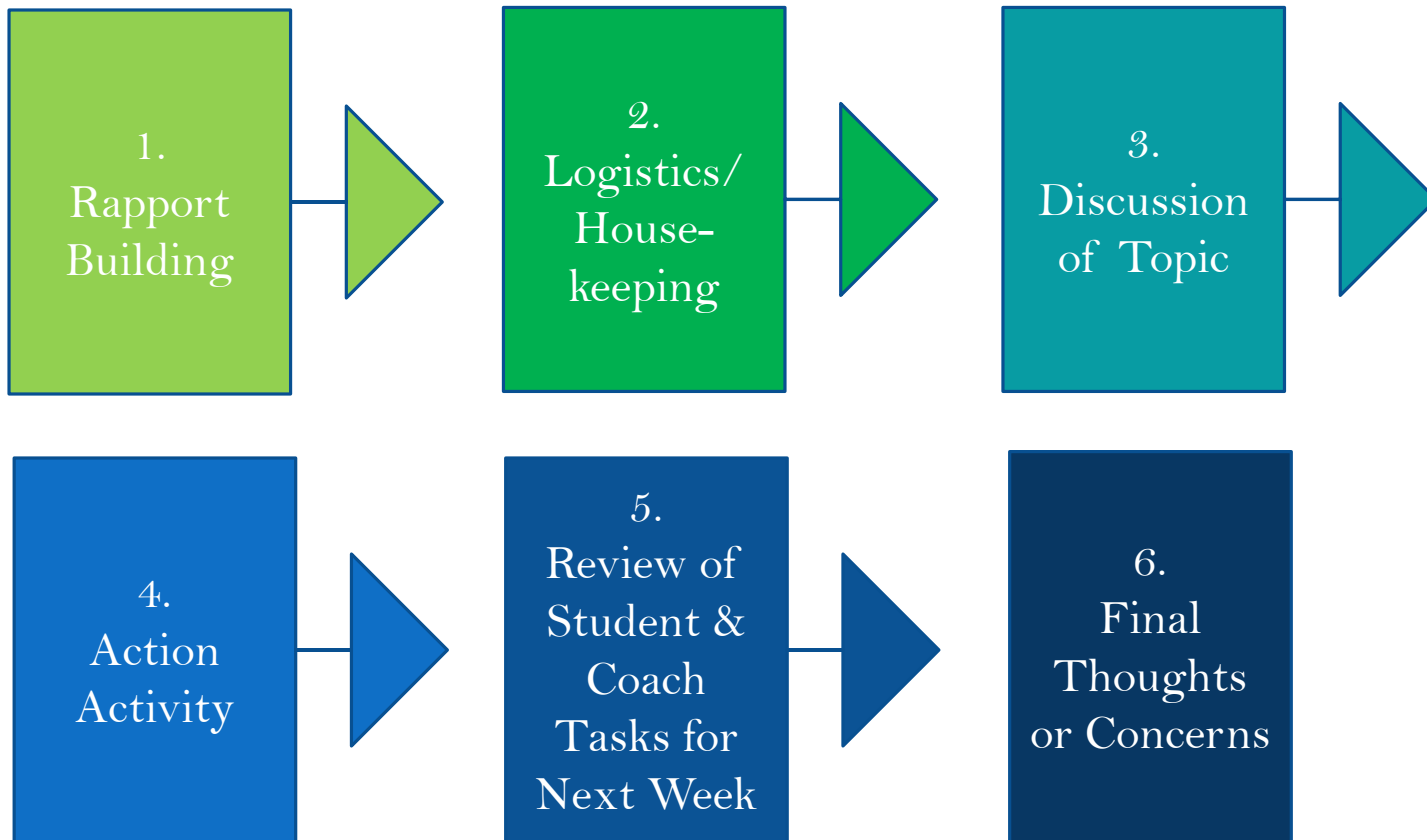 1.
Rapport
Building
2.
Logistics/
House-
keeping
3.
Discussion
of Topic
4.
Action
Activity
5.
Review of
Student &
Coach
Tasks for
Next Week
6.
Final
Thoughts
or Concerns